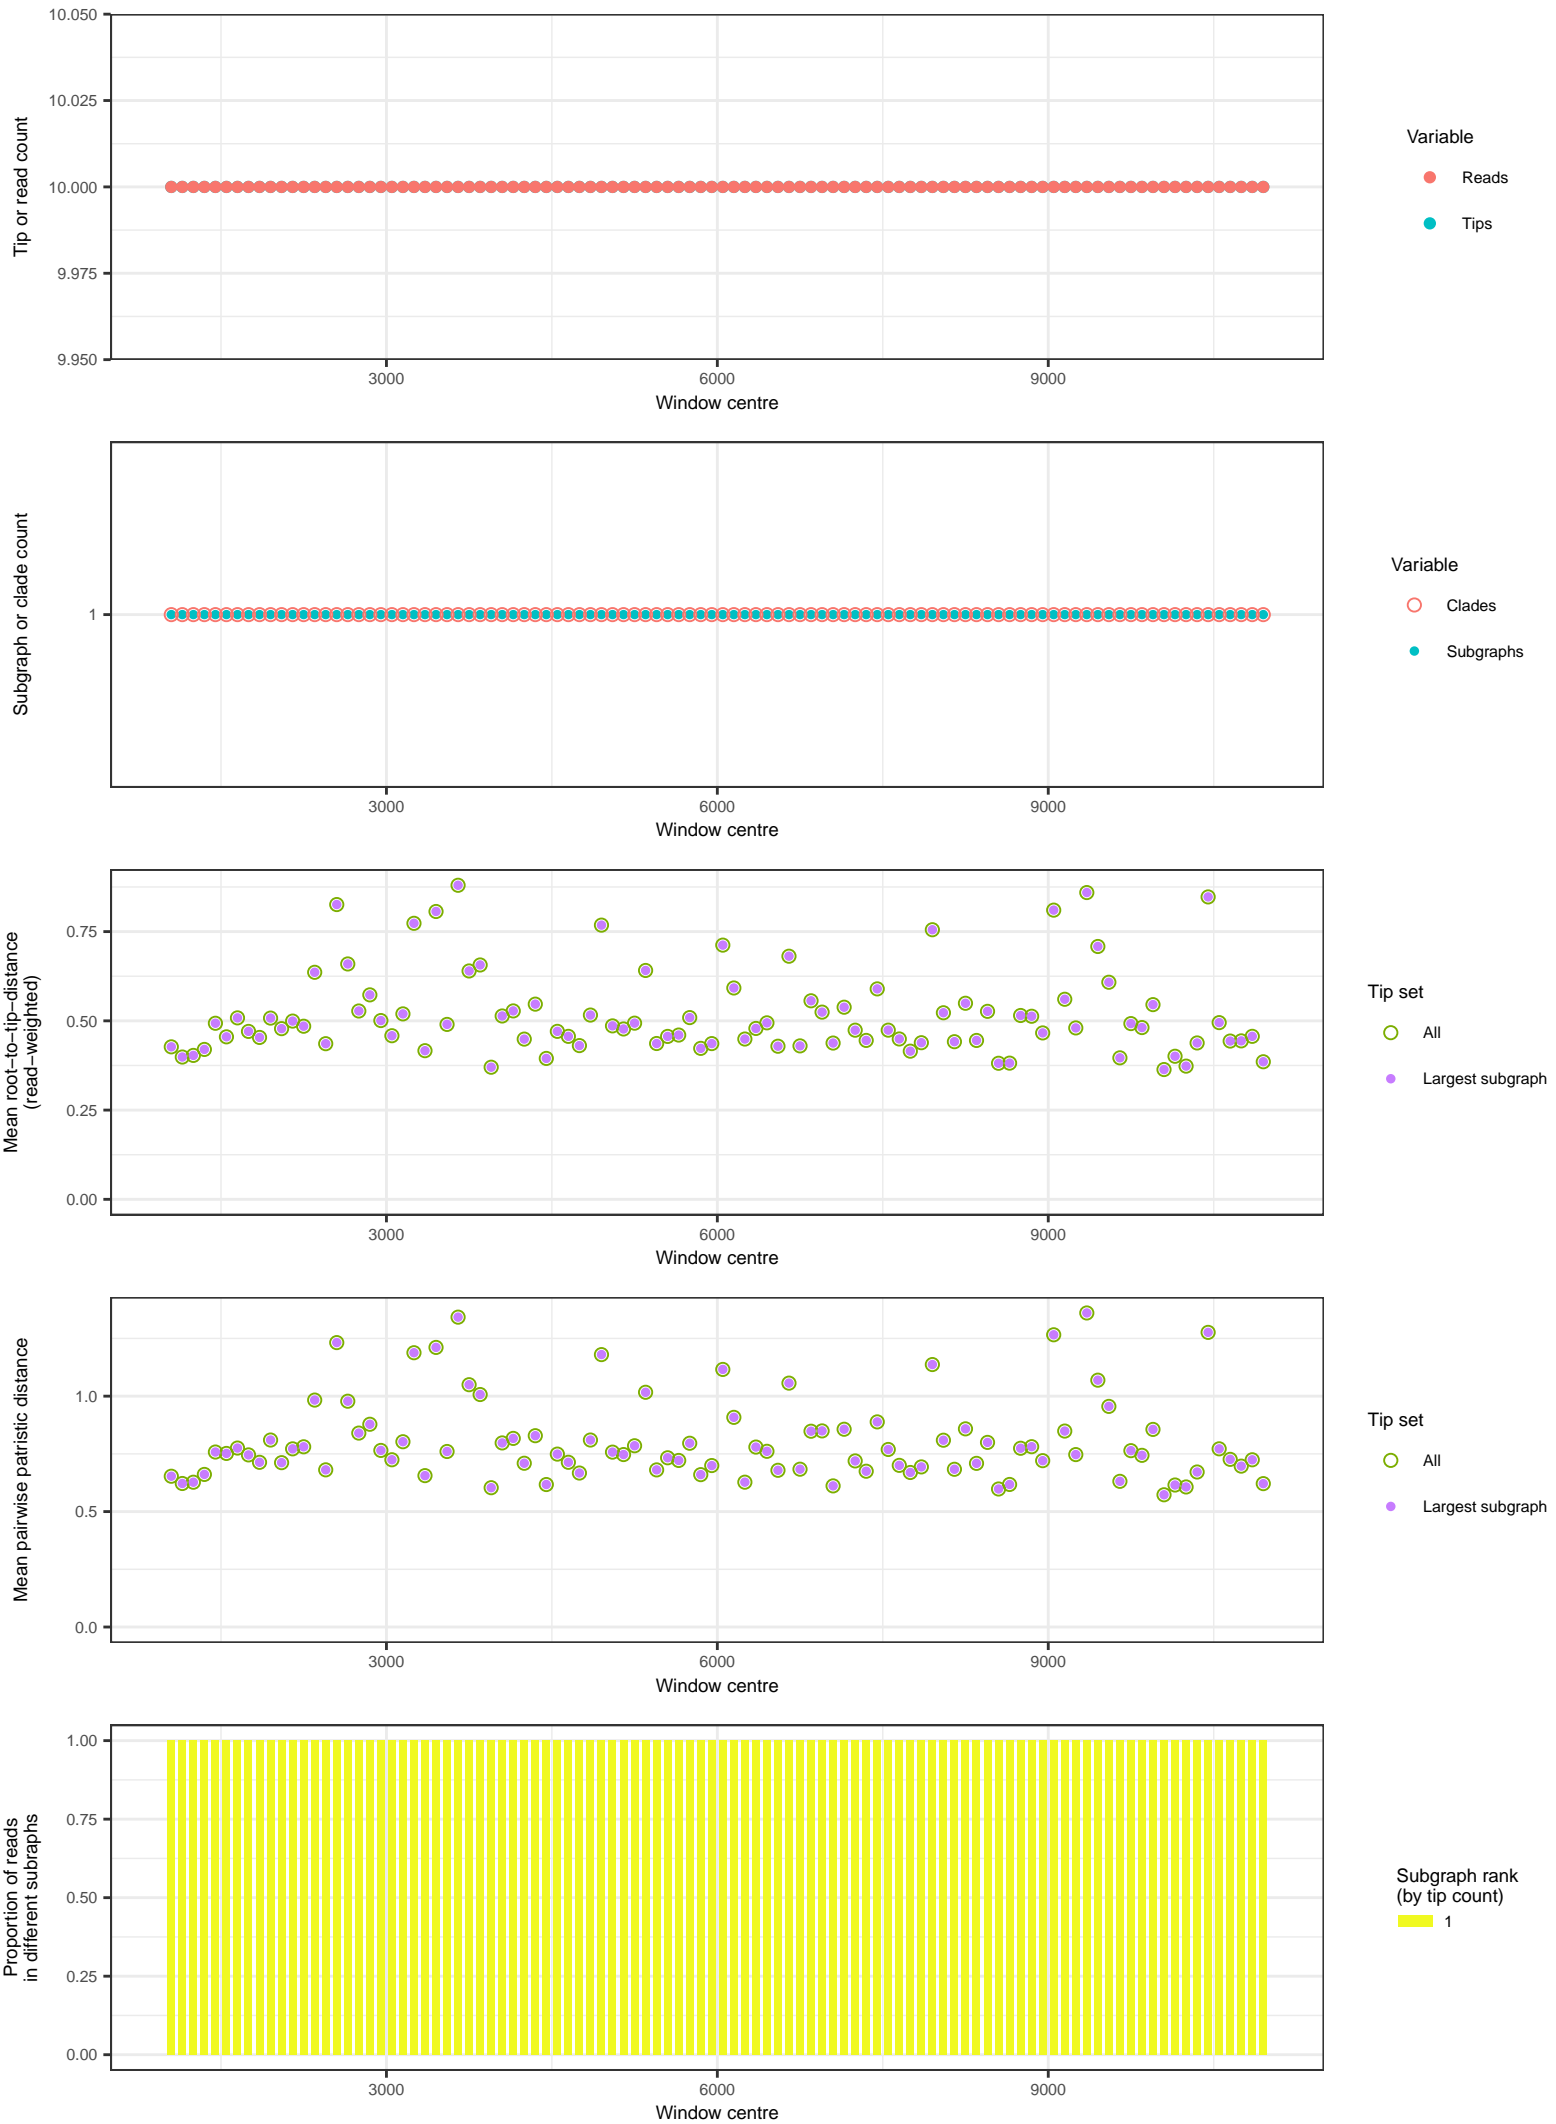 10.050
10.025
10.000
9.975
9.950
Tip or read count
3000 6000 9000
Window centre
Variable
Reads
Tips
1
Subgraph or clade count
3000 6000 9000
Window centre
Variable
Clades
Subgraphs
0.75
0.50
0.25
0.00
Mean root−to−tip−distance
(read−weighted)
3000 6000 9000
Window centre
Tip set
All
Largest subgraph
1.0
0.5
0.0
Mean pairwise patristic distance
3000 6000 9000
Window centre
Tip set
All
Largest subgraph
1.00
0.75
0.50
0.25
0.00
Proportion of reads
in different subraphs
3000 6000 9000
Window centre
Subgraph rank
(by tip count)
1